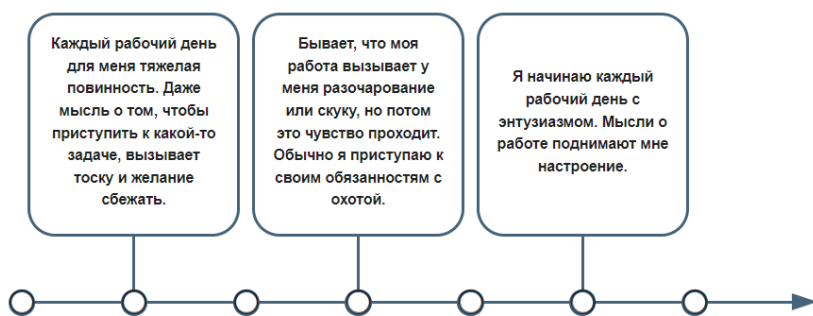 Каждый рабочий день
для меня тяжелая
повинность. Даже
мысль о том, чтобы
приступить к какой-то
задаче, вызывает
тоску и желание
сбежать.
Бывает, что моя
работа вызывает у
меня разочарование
или скуку, но потом
это чувство проходит.
Обычно я приступаю к
своим обязанностям с
охотой.
Я начинаю каждый
рабочий день с
энтузиазмом. Мысли о
работе поднимают мне
настроение.